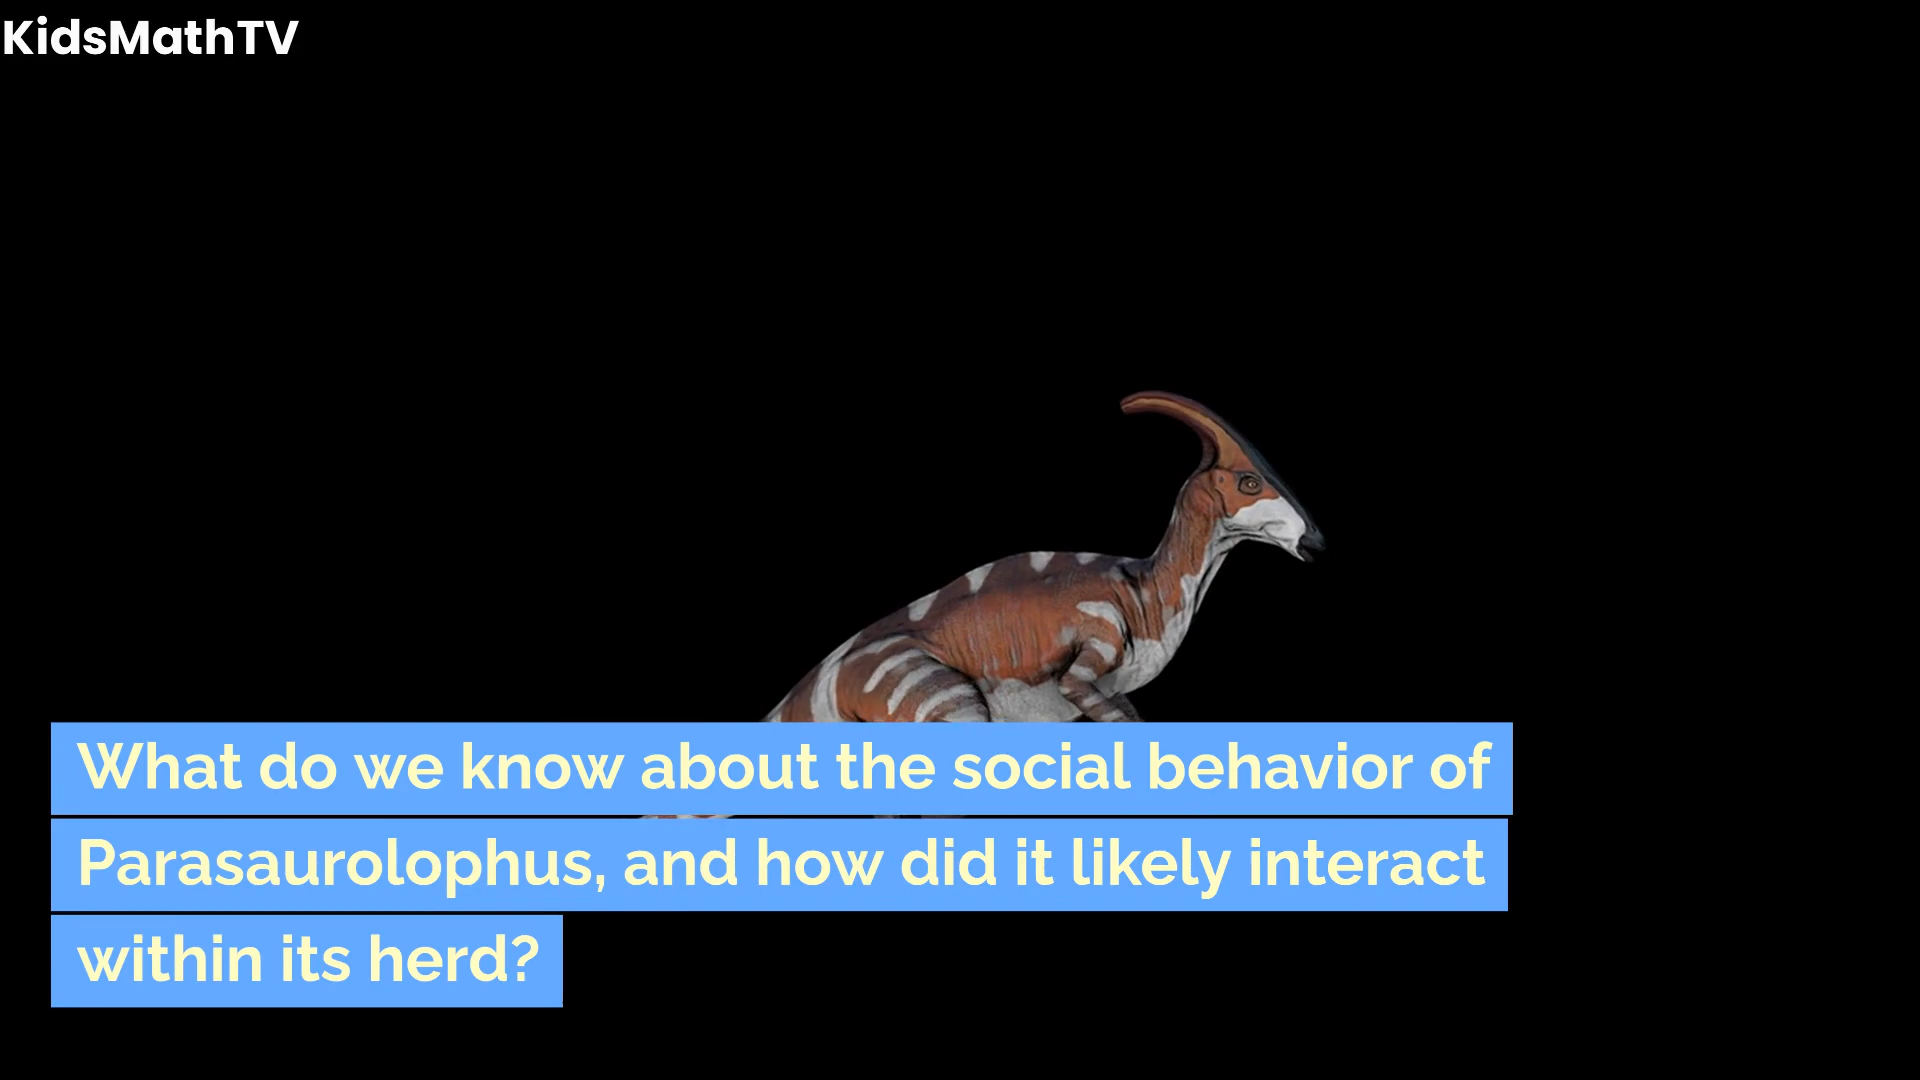 KidsMathTV
What do we know about the social behavior of
Parasaurolophus, and how did it likely interact
within its herd?